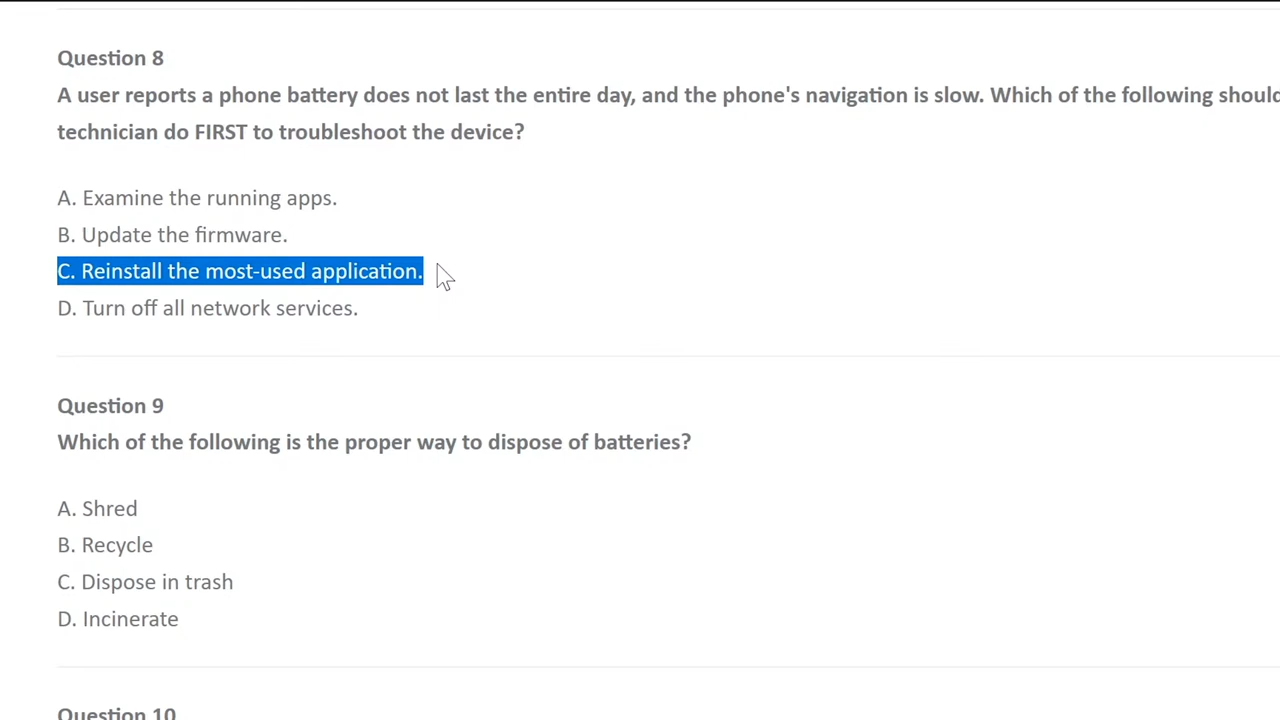 Question 8
A user reports a phone battery does not last the entire day, and the phone's navigation is slow. Which of the following should
technician do FIRST to troubleshoot the device?
A. Examine the running apps.
B. Update the firmware.
C. Reinstall the most-used application.
D. Turn off all network services.
Question 9
Which of the following is the proper way to dispose of batteries?
A. Shred
B. Recycle
C. Dispose in trash
D. Incinerate
Question 10